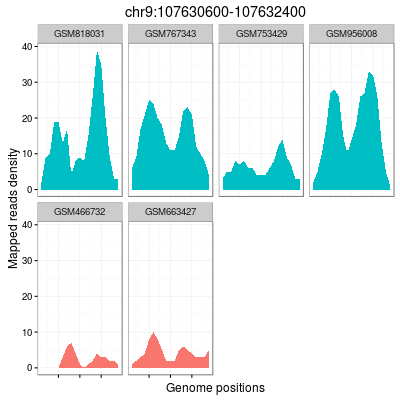 chr9:107630600-107632400
GSM818031 GSM767343 GSM753429 GSM956008
40
30
20
10
0
Mapped reads density
GSM466732 GSM663427
40
30
20
10
0
Genome positions